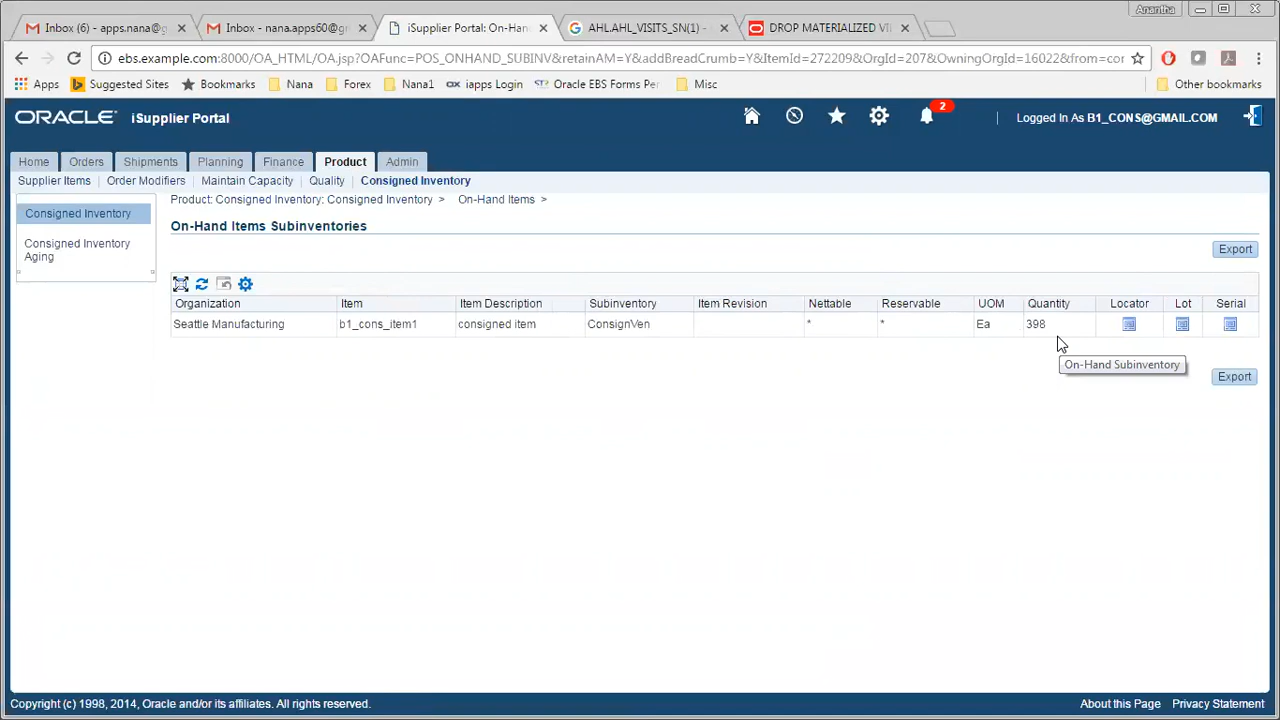 Anantha
Inbox (6) - apps.nana@g
Inbox - nana.apps60@gr
iSupplier Portal: On-Han
AHLAHL_VISITS_SN(1) -
DROP MATERIALIZED VI
ebs.example.com:8000/OA_HTML/OA.jsp?OAFunc=POS_ONHAND_SUBINV&retainAM=Y&addBreadCrumb=Y&ItemId=272209&OrgId=207&OwningOrgId=16022&from=cor
Apps Suggested Sites Bookmarks Nana Forex Nana1 iapps Login Oracle EBS Forms Per Misc Other bookmarks
ORACLE iSupplier Portal 2 Logged In As B1_CONS@GMAIL.COM
Home Orders Shipments Planning Finance Product Admin
Supplier Items Order Modifiers Maintain Capacity Quality Consigned Inventory
Product: Consigned Inventory: Consigned Inventory > On-Hand Items >
Consigned Inventory
Consigned Inventory
Aging
On-Hand Items Subinventories
Export
Organization Item Item Description Subinventory Item Revision Nettable Reservable UOM Quantity Locator Lot Serial
Seattle Manufacturing b1_cons_item1 consigned item ConsignVen * * Ea 398
On-Hand Subinventory
Export
Copyright (c) 1998, 2014, Oracle and/or its affiliates. All rights reserved. About this Page Privacy Statement